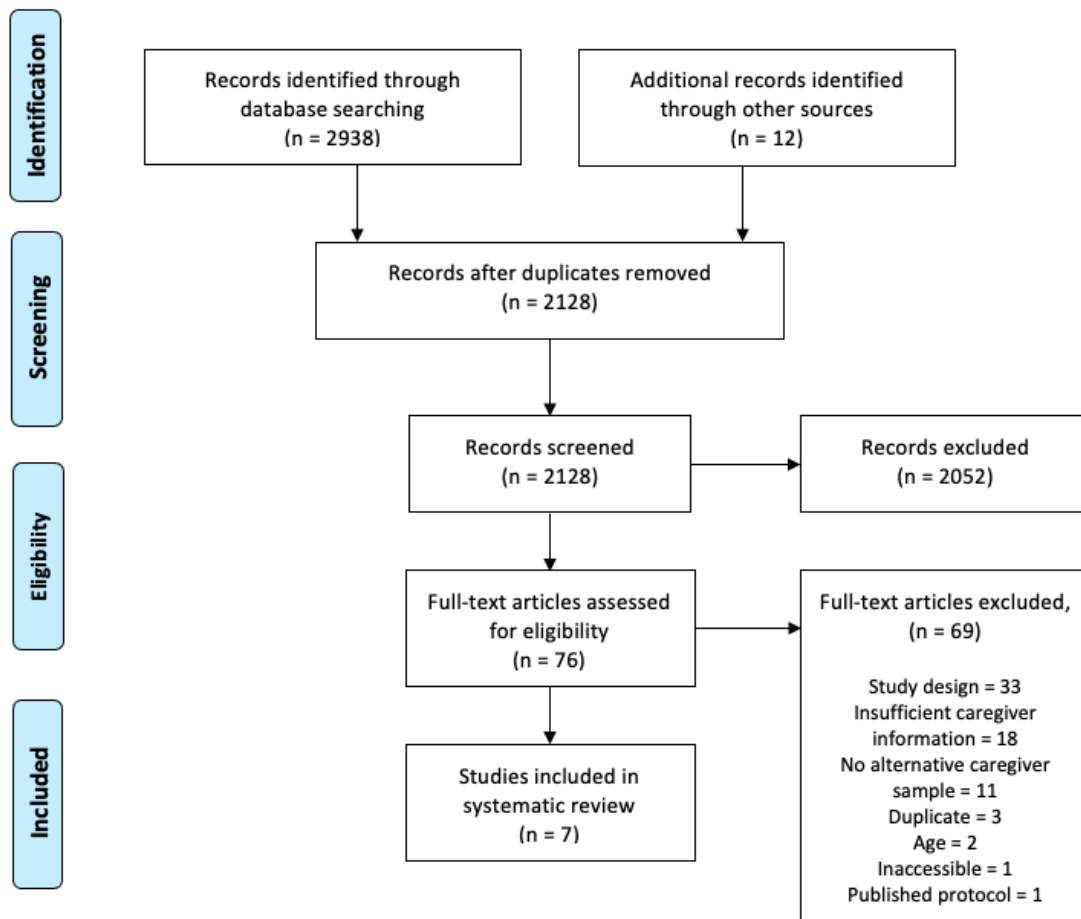 Identification
Records identified through
database searching
(n = 2938)
Additional records identified
through other sources
(n = 12)
Screening
Records after duplicates removed
(n = 2128)
Records screened
(n = 2128)
Records excluded
(n = 2052)
Eligibility
Full-text articles assessed
for eligibility
(n = 76)
Full-text articles excluded,
(n = 69)
Study design = 33
Insufficient caregiver
information = 18
No alternative caregiver
sample = 11
Duplicate = 3
Age = 2
Inaccessible = 1
Published protocol = 1
Included
Studies included in
systematic review
(n = 7)